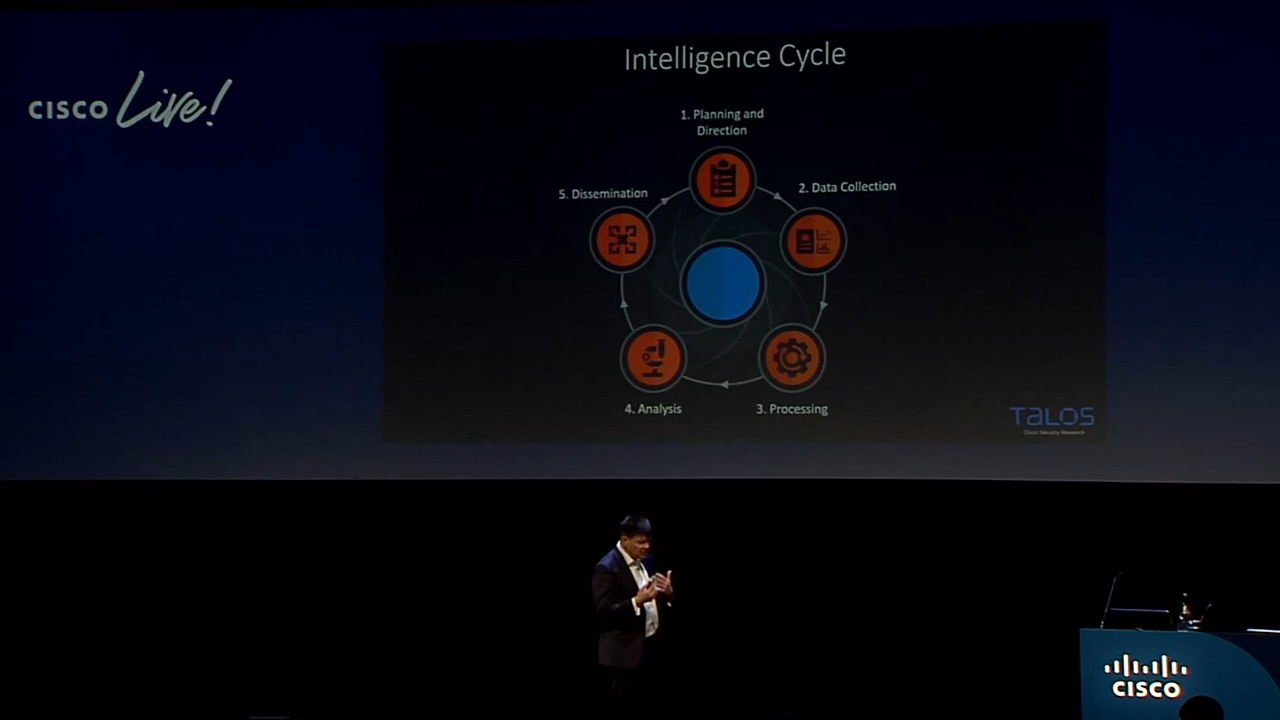 CISCO Live!
Intelligence Cycle
1. Planning and
Direction
5. Dissemination
2. Data Collection
4. Analysis
3. Processing
TALOS
Cisco Security Research
CISCO